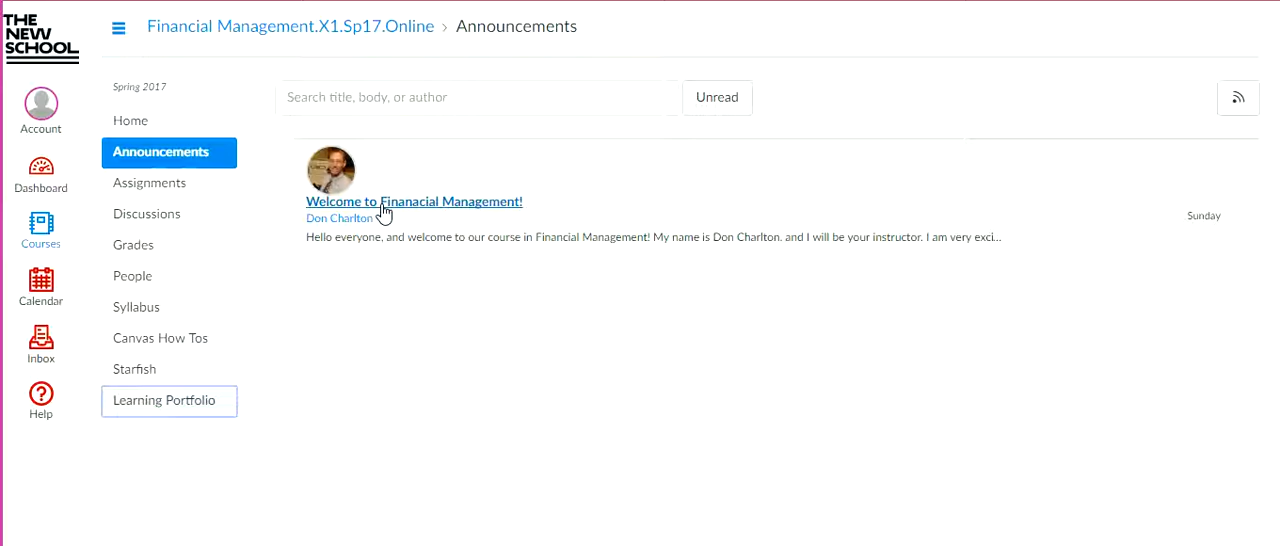 THE
NEW
SCHOOL
Financial Management.X1.Sp17.Online › Announcements
Account
Dashboard
Courses
Calendar
Inbox
Help
Spring 2017
Home
Announcements
Assignments
Discussions
Grades
People
Syllabus
Canvas How Tos
Starfish
Learning Portfolio
Search title, body, or author
Unread
Welcome to Finanacial Management!
Don Charlton
Sunday
Hello everyone, and welcome to our course in Financial Management! My name is Don Charlton. and I will be your instructor. I am very exci...